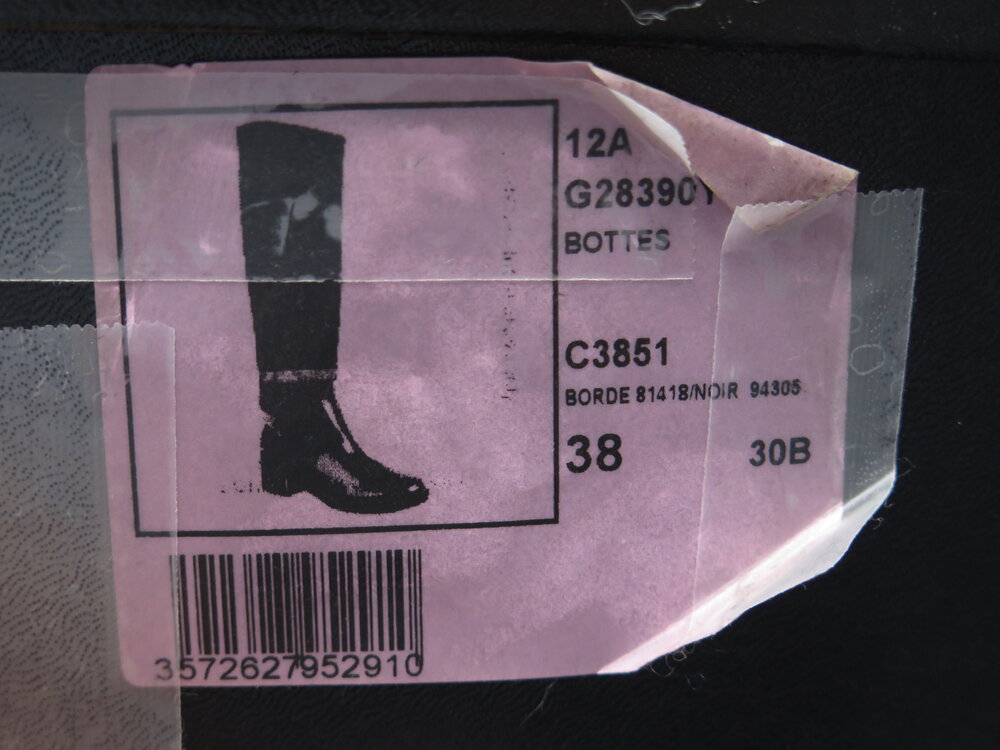 12A
G283901
BOTTES
C3851
BORDE 81418/NOIR 94305
38 30B
3572627952910